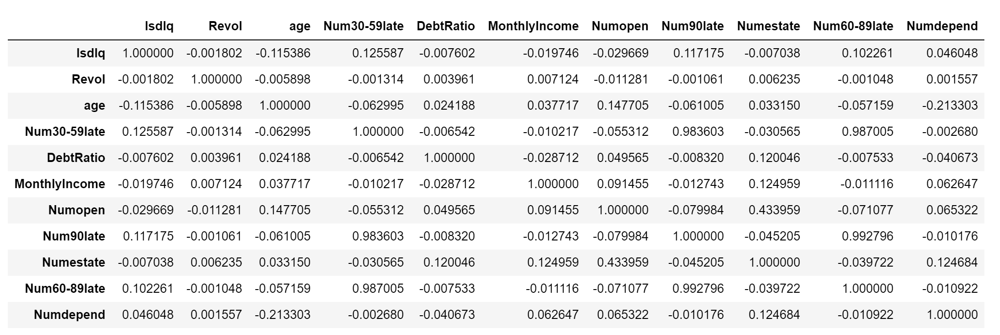 Isdlq Revol age Num30-59late DebtRatio MonthlyIncome Numopen Num90late Numestate Num60-89late Numdepend
Isdlq 1.000000 -0.001802 -0.115386 0.125587 -0.007602 -0.019746 -0.029669 0.117175 -0.007038 0.102261 0.046048
Revol -0.001802 1.000000 -0.005898 -0.001314 0.003961 0.007124 -0.011281 -0.001061 0.006235 -0.001048 0.001557
age -0.115386 -0.005898 1.000000 -0.062995 0.024188 0.037717 0.147705 -0.061005 0.033150 -0.057159 -0.213303
Num30-59late 0.125587 -0.001314 -0.062995 1.000000 -0.006542 -0.010217 -0.055312 0.983603 -0.030565 0.987005 -0.002680
DebtRatio -0.007602 0.003961 0.024188 -0.006542 1.000000 -0.028712 0.049565 -0.008320 0.120046 -0.007533 -0.040673
MonthlyIncome -0.019746 0.007124 0.037717 -0.010217 -0.028712 1.000000 0.091455 -0.012743 0.124959 -0.011116 0.062647
Numopen -0.029669 -0.011281 0.147705 -0.055312 0.049565 0.091455 1.000000 -0.079984 0.433959 -0.071077 0.065322
Num90late 0.117175 -0.001061 -0.061005 0.983603 -0.008320 -0.012743 -0.079984 1.000000 -0.045205 0.992796 -0.010176
Numestate -0.007038 0.006235 0.033150 -0.030565 0.120046 0.124959 0.433959 -0.045205 1.000000 -0.039722 0.124684
Num60-89late 0.102261 -0.001048 -0.057159 0.987005 -0.007533 -0.011116 -0.071077 0.992796 -0.039722 1.000000 -0.010922
Numdepend 0.046048 0.001557 -0.213303 -0.002680 -0.040673 0.062647 0.065322 -0.010176 0.124684 -0.010922 1.000000